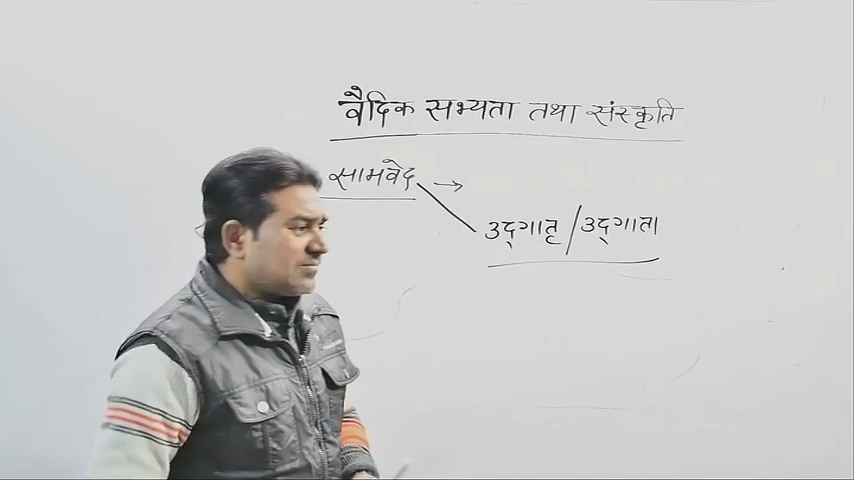 वैदिक सभ्यता तथा संस्कृति
सामवेद →
उद्गातृ / उद्गाता